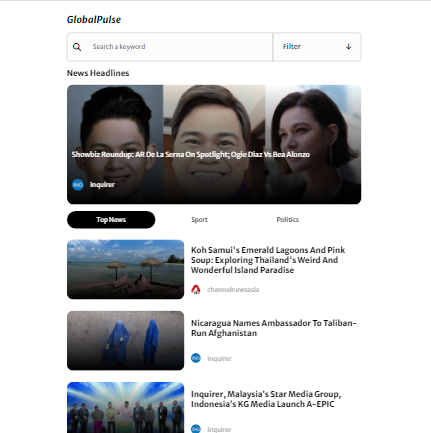 GlobalPulse
Search a keyword
Filter
News Headlines
Showbiz Roundup: AR De La Serna On Spotlight; Ogie Diaz Vs Bea Alonzo
INQ
Inquirer
Top News
Sport
Politics
Koh Samui's Emerald Lagoons And Pink
Soup: Exploring Thailand's Weird And
Wonderful Island Paradise
channelnewsasia
Nicaragua Names Ambassador To Taliban-
Run Afghanistan
INQ
Inquirer
Inquirer, Malaysia's Star Media Group,
Indonesia's KG Media Launch A-EPIC
INQ
Inquirer